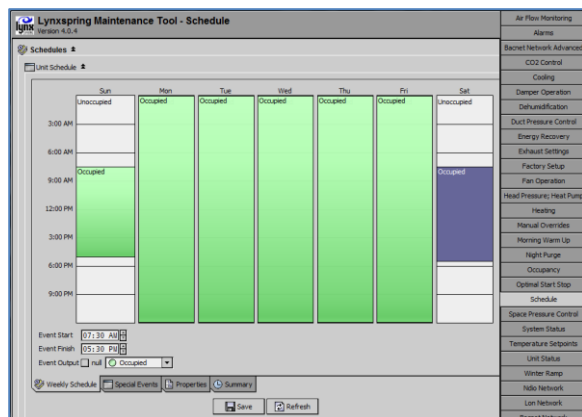 lynx
Lynxspring Maintenance Tool - Schedule
Version 4.0.4
Schedules
Unit Schedule
Sun Mon Tue Wed Thu Fri Sat
Unoccupied Occupied Occupied Occupied Occupied Occupied Unoccupied
3:00 AM
6:00 AM
Occupied Occupied
9:00 AM
12:00 PM
3:00 PM
6:00 PM
9:00 PM
Event Start 07:30 AM
Event Finish 05:30 PM
Event Output null Occupied
Weekly Schedule Special Events Properties Summary
Save Refresh
Air Flow Monitoring
Alarms
Bacnet Network Advanced
CO2 Control
Cooling
Damper Operation
Dehumidification
Duct Pressure Control
Energy Recovery
Exhaust Settings
Factory Setup
Fan Operation
Head Pressure; Heat Pump
Heating
Manual Overrides
Morning Warm Up
Night Purge
Occupancy
Optimal Start Stop
Schedule
Space Pressure Control
System Status
Temperature Setpoints
Unit Status
Winter Ramp
Ndio Network
Lon Network